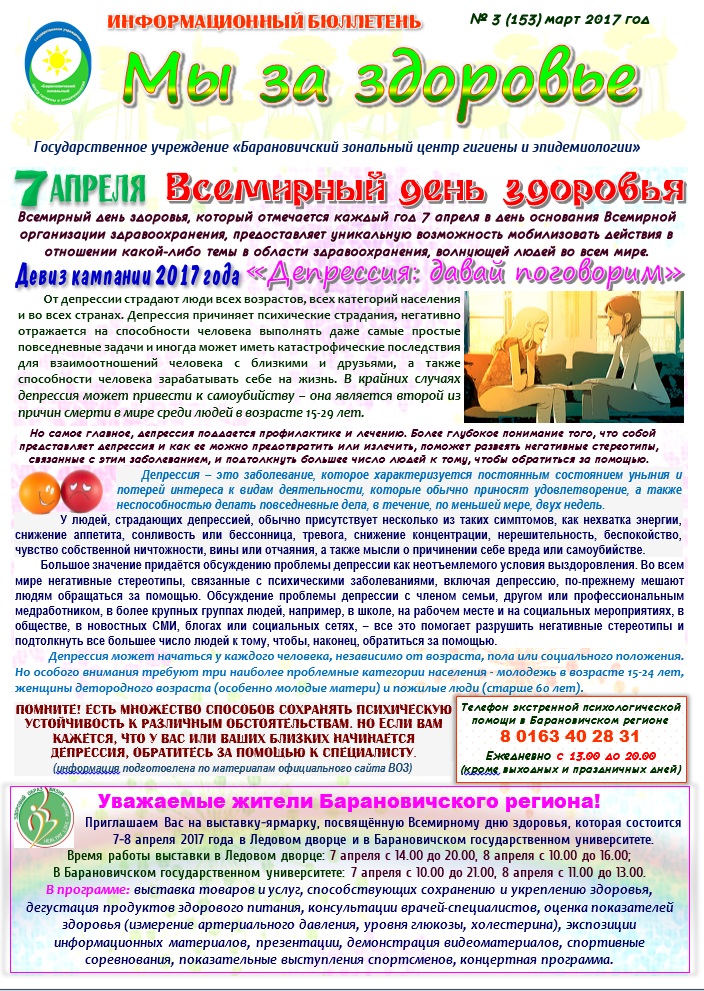 ИНФОРМАЦИОННЫЙ БЮЛЛЕТЕНЬ
№ 3 (153) март 2017 год
Мы за здоровье
Государственное учреждение «Барановичский зональный центр гигиены и эпидемиологии»
7 АПРЕЛЯ Всемирный день здоровья
Всемирный день здоровья, который отмечается каждый год 7 апреля в день основания Всемирной
организации здравоохранения, предоставляет уникальную возможность мобилизовать действия в
отношении какой-либо темы в области здравоохранения, волнующей людей во всем мире.
Девиз кампании 2017 года «Депрессия: давай поговорим»
От депрессии страдают люди всех возрастов, всех категорий населения
и во всех странах. Депрессия причиняет психические страдания, негативно
отражается на способности человека выполнять даже самые простые
повседневные задачи и иногда может иметь катастрофические последствия
для взаимоотношений человека с близкими и друзьями, а также
способности человека зарабатывать себе на жизнь. В крайних случаях
депрессия может привести к самоубийству – она является второй из
причин смерти в мире среди людей в возрасте 15-29 лет.
Но самое главное, депрессия поддается профилактике и лечению. Более глубокое понимание того, что собой
представляет депрессия и как ее можно предотвратить или излечить, поможет развеять негативные стереотипы,
связанные с этим заболеванием, и подтолкнуть большее число людей к тому, чтобы обратиться за помощью.
Депрессия – это заболевание, которое характеризуется постоянным состоянием уныния и
потерей интереса к видам деятельности, которые обычно приносят удовлетворение, а также
неспособностью делать повседневные дела, в течение, по меньшей мере, двух недель.
У людей, страдающих депрессией, обычно присутствует несколько из таких симптомов, как нехватка энергии,
снижение аппетита, сонливость или бессонница, тревога, снижение концентрации, нерешительность, беспокойство,
чувство собственной ничтожности, вины или отчаяния, а также мысли о причинении себе вреда или самоубийстве.
Большое значение придаётся обсуждению проблемы депрессии как неотъемлемого условия выздоровления. Во всем
мире негативные стереотипы, связанные с психическими заболеваниями, включая депрессию, по-прежнему мешают
людям обращаться за помощью. Обсуждение проблемы депрессии с членом семьи, другом или профессиональным
медработником, в более крупных группах людей, например, в школе, на рабочем месте и на социальных мероприятиях, в
обществе, в новостных СМИ, блогах или социальных сетях, – все это помогает разрушить негативные стереотипы и
подтолкнуть все большее число людей к тому, чтобы, наконец, обратиться за помощью.
Депрессия может начаться у каждого человека, независимо от возраста, пола или социального положения.
Но особого внимания требуют три наиболее проблемные категории населения - молодежь в возрасте 15-24 лет,
женщины детородного возраста (особенно молодые матери) и пожилые люди (старше 60 лет).
ПОМНИТЕ! ЕСТЬ МНОЖЕСТВО СПОСОБОВ СОХРАНЯТЬ ПСИХИЧЕСКУЮ
УСТОЙЧИВОСТЬ К РАЗЛИЧНЫМ ОБСТОЯТЕЛЬСТВАМ. НО ЕСЛИ ВАМ
КАЖЕТСЯ, ЧТО У ВАС ИЛИ ВАШИХ БЛИЗКИХ НАЧИНАЕТСЯ
ДЕПРЕССИЯ, ОБРАТИТЕСЬ ЗА ПОМОЩЬЮ К СПЕЦИАЛИСТУ.
(информация подготовлена по материалам официального сайта ВОЗ)
Телефон экстренной психологической
помощи в Барановичском регионе
8 0163 40 28 31
Ежедневно с 13.00 до 20.00
(кроме выходных и праздничных дней)
Уважаемые жители Барановичского региона!
Приглашаем Вас на выставку-ярмарку, посвящённую Всемирному дню здоровья, которая состоится
7-8 апреля 2017 года в Ледовом дворце и в Барановичском государственном университете.
Время работы выставки в Ледовом дворце: 7 апреля с 14.00 до 20.00, 8 апреля с 10.00 до 16.00;
В Барановичском государственном университете: 7 апреля с 10.00 до 21.00, 8 апреля с 11.00 до 13.00.
В программе: выставка товаров и услуг, способствующих сохранению и укреплению здоровья,
дегустация продуктов здорового питания, консультации врачей-специалистов, оценка показателей
здоровья (измерение артериального давления, уровня глюкозы, холестерина), экспозиции
информационных материалов, презентации, демонстрация видеоматериалов, спортивные
соревнования, показательные выступления спортсменов, концертная программа.